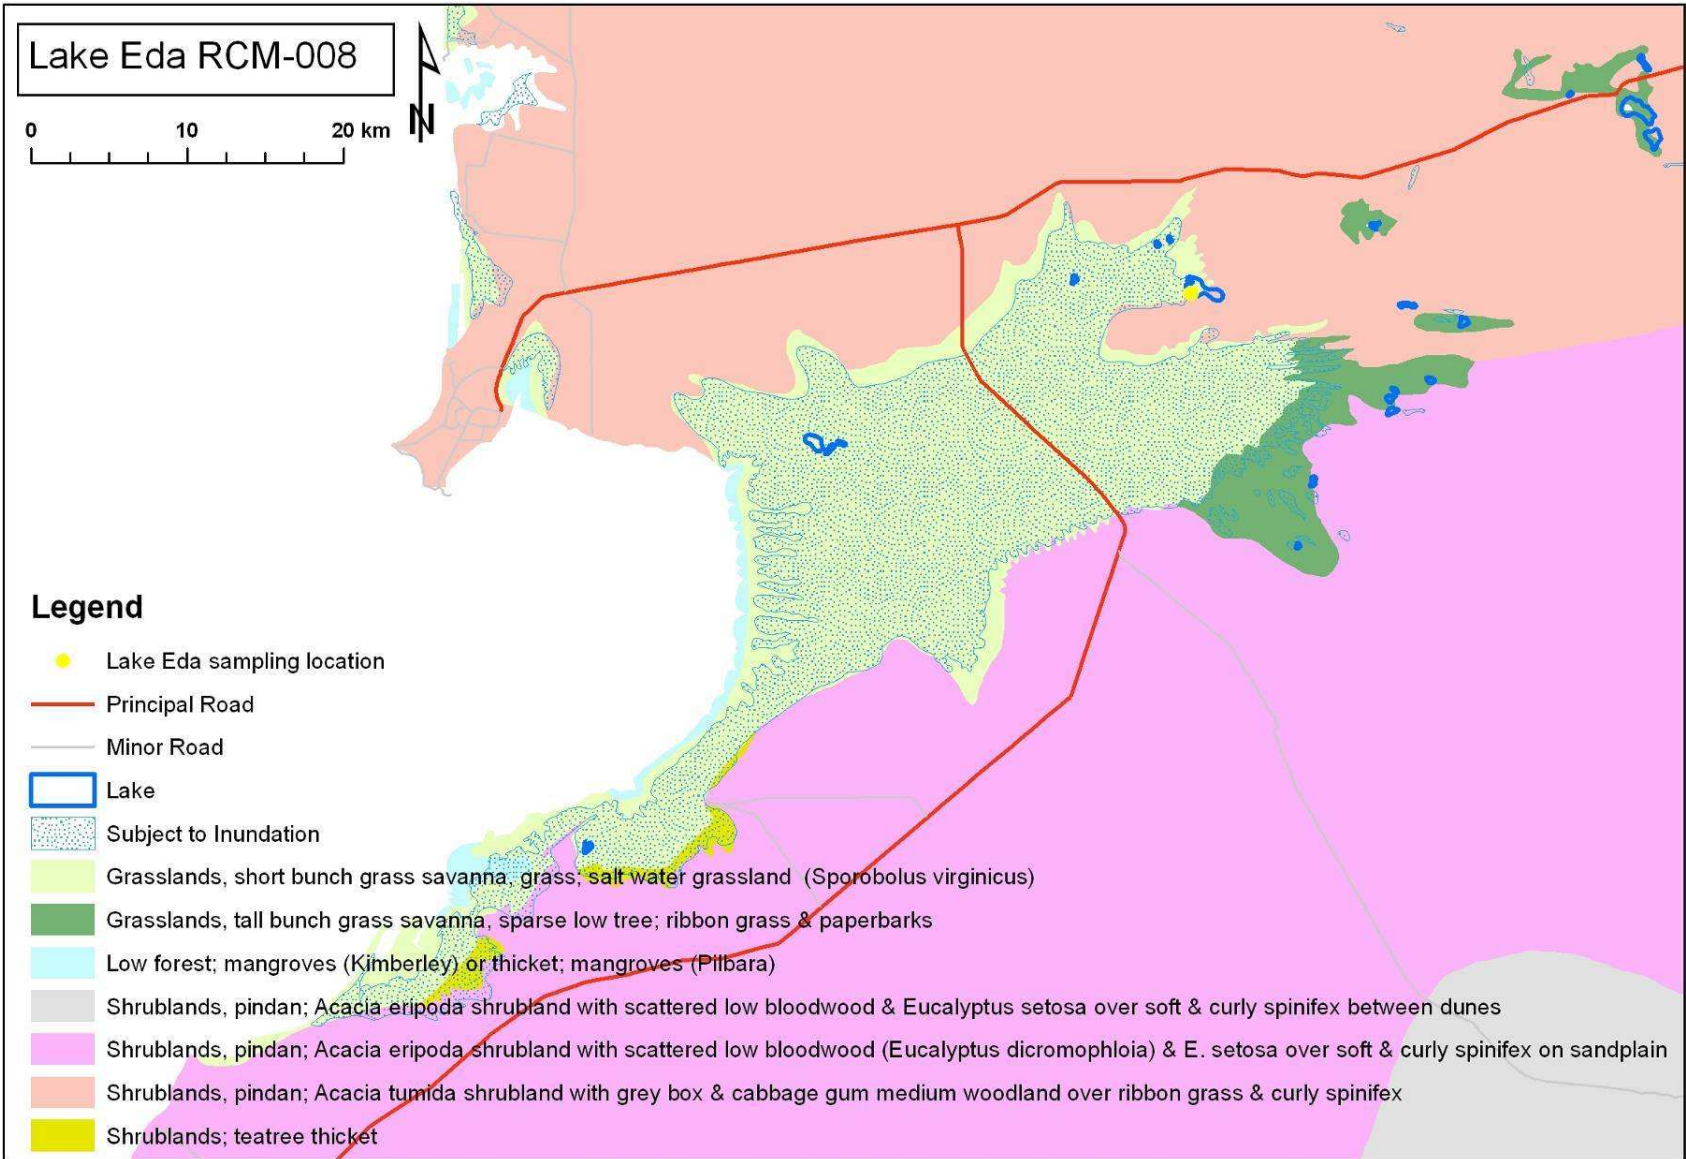 Lake Eda RCM-008
N
0 10 20 km
Legend
Lake Eda sampling location
Principal Road
Minor Road
Lake
Subject to Inundation
Grasslands, short bunch grass savanna, grass; salt water grassland (Sporobolus virginicus)
Grasslands, tall bunch grass savanna, sparse low tree; ribbon grass & paperbarks
Low forest; mangroves (Kimberley) or thicket; mangroves (Pilbara)
Shrublands, pindan; Acacia eripoda shrubland with scattered low bloodwood & Eucalyptus setosa over soft & curly spinifex between dunes
Shrublands, pindan; Acacia eripoda shrubland with scattered low bloodwood (Eucalyptus dicromophloia) & E. setosa over soft & curly spinifex on sandplain
Shrublands, pindan; Acacia tumida shrubland with grey box & cabbage gum medium woodland over ribbon grass & curly spinifex
Shrublands; teatree thicket